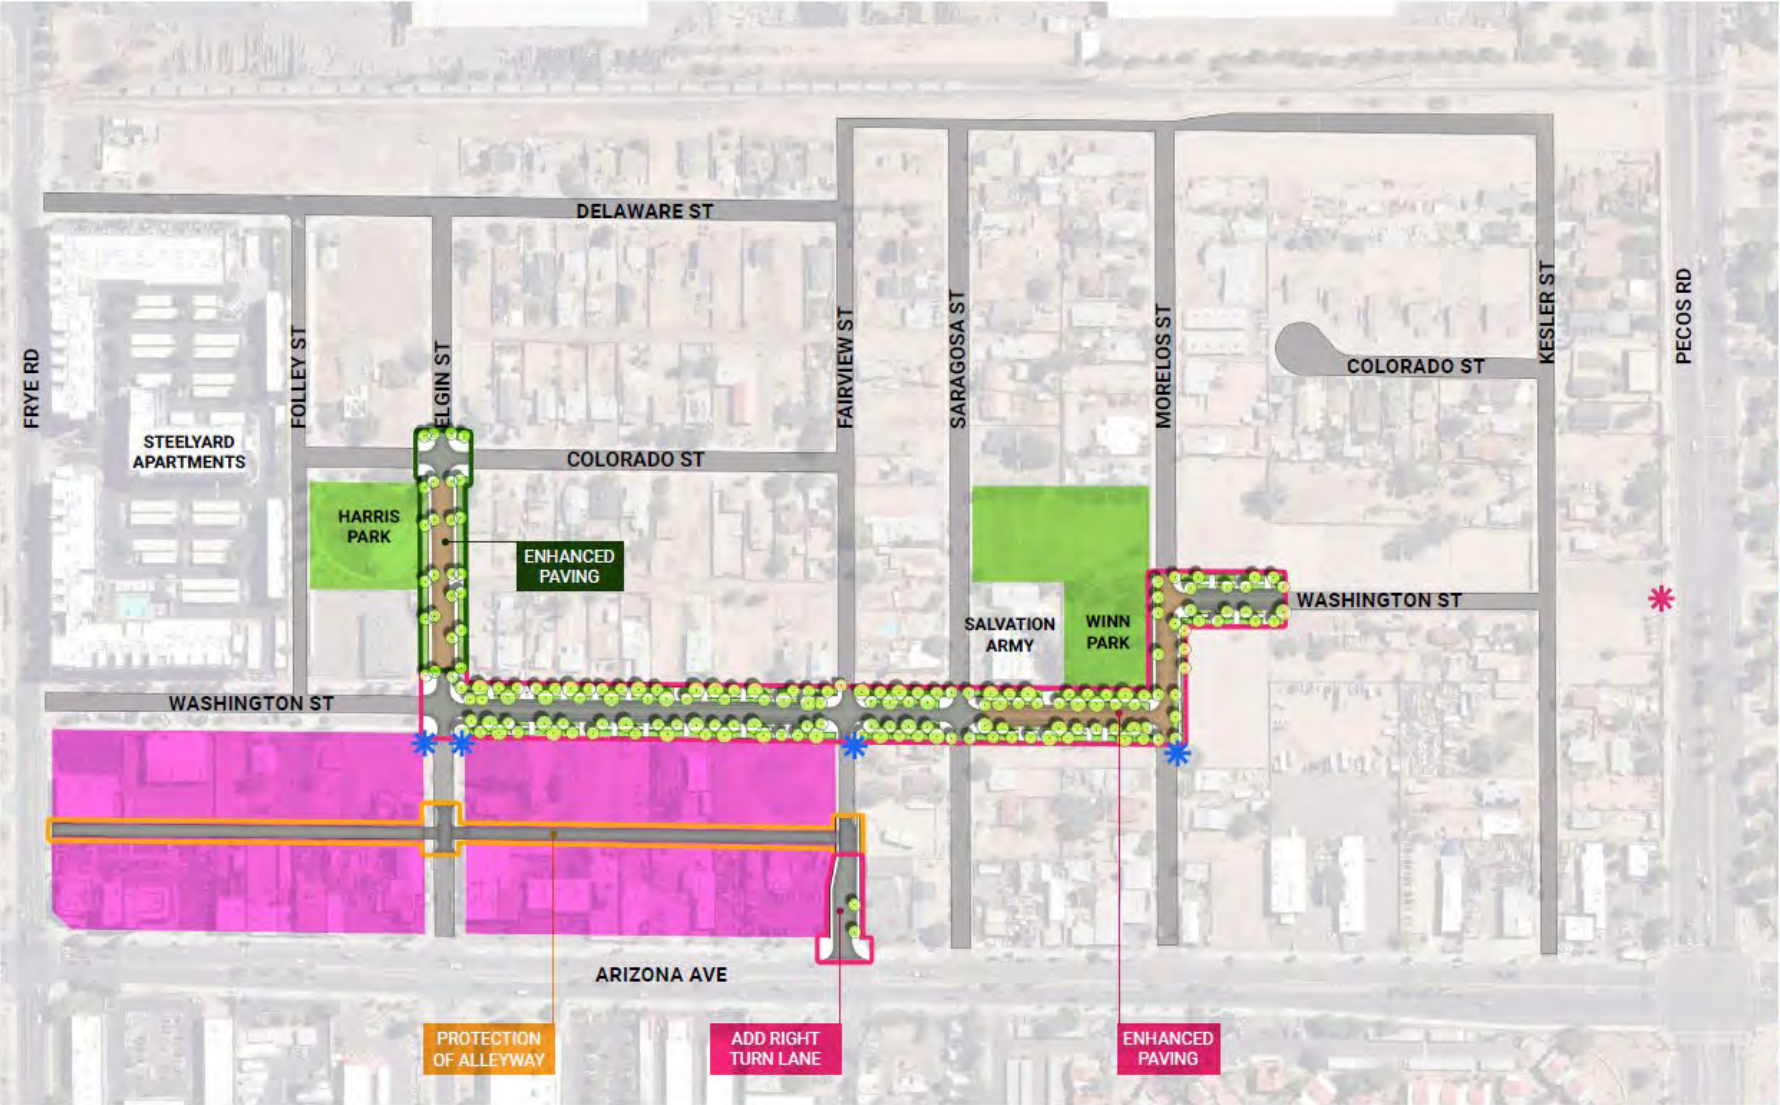 DELAWARE ST
FRYE RD
FOLLEY ST
ELGIN ST
FAIRVIEW ST
SARAGOSA ST
MORELOS ST
KESLER ST
PECOS RD
COLORADO ST
STEELYARD
APARTMENTS
COLORADO ST
HARRIS
PARK
ENHANCED
PAVING
SALVATION
ARMY
WINN
PARK
WASHINGTON ST
WASHINGTON ST
ARIZONA AVE
PROTECTION
OF ALLEYWAY
ADD RIGHT
TURN LANE
ENHANCED
PAVING